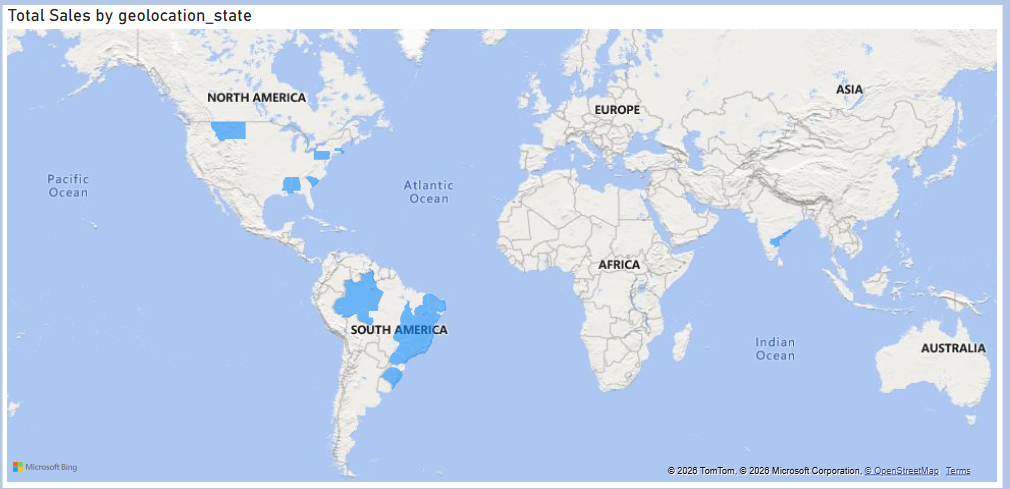 Total Sales by geolocation_state
NORTH AMERICA
ASIA
EUROPE
Pacific
Ocean
Atlantic
Ocean
AFRICA
SOUTH AMERICA
Indian
Ocean
AUSTRALIA
Microsoft Bing
© 2026 TomTom, © 2026 Microsoft Corporation, © OpenStreetMap Terms